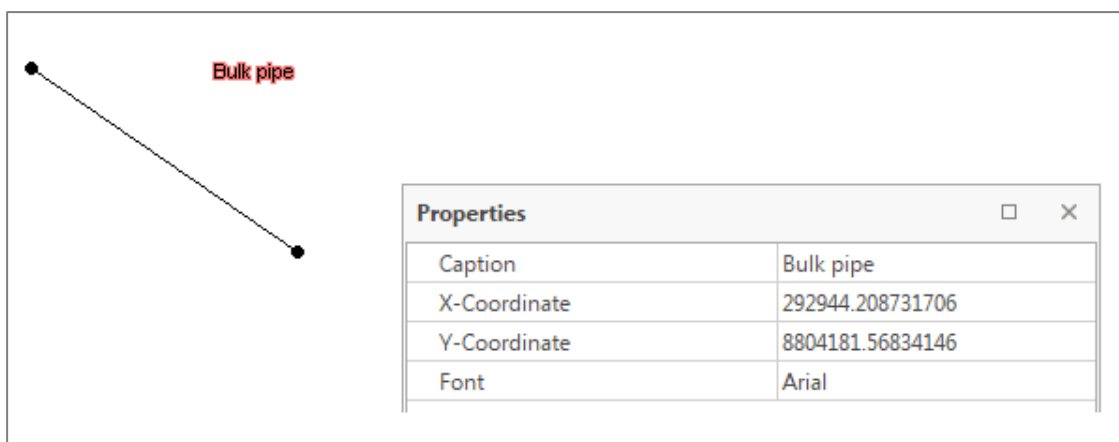 Bulk pipe
Properties
Caption Bulk pipe
X-Coordinate 292944.208731706
Y-Coordinate 8804181.56834146
Font Arial